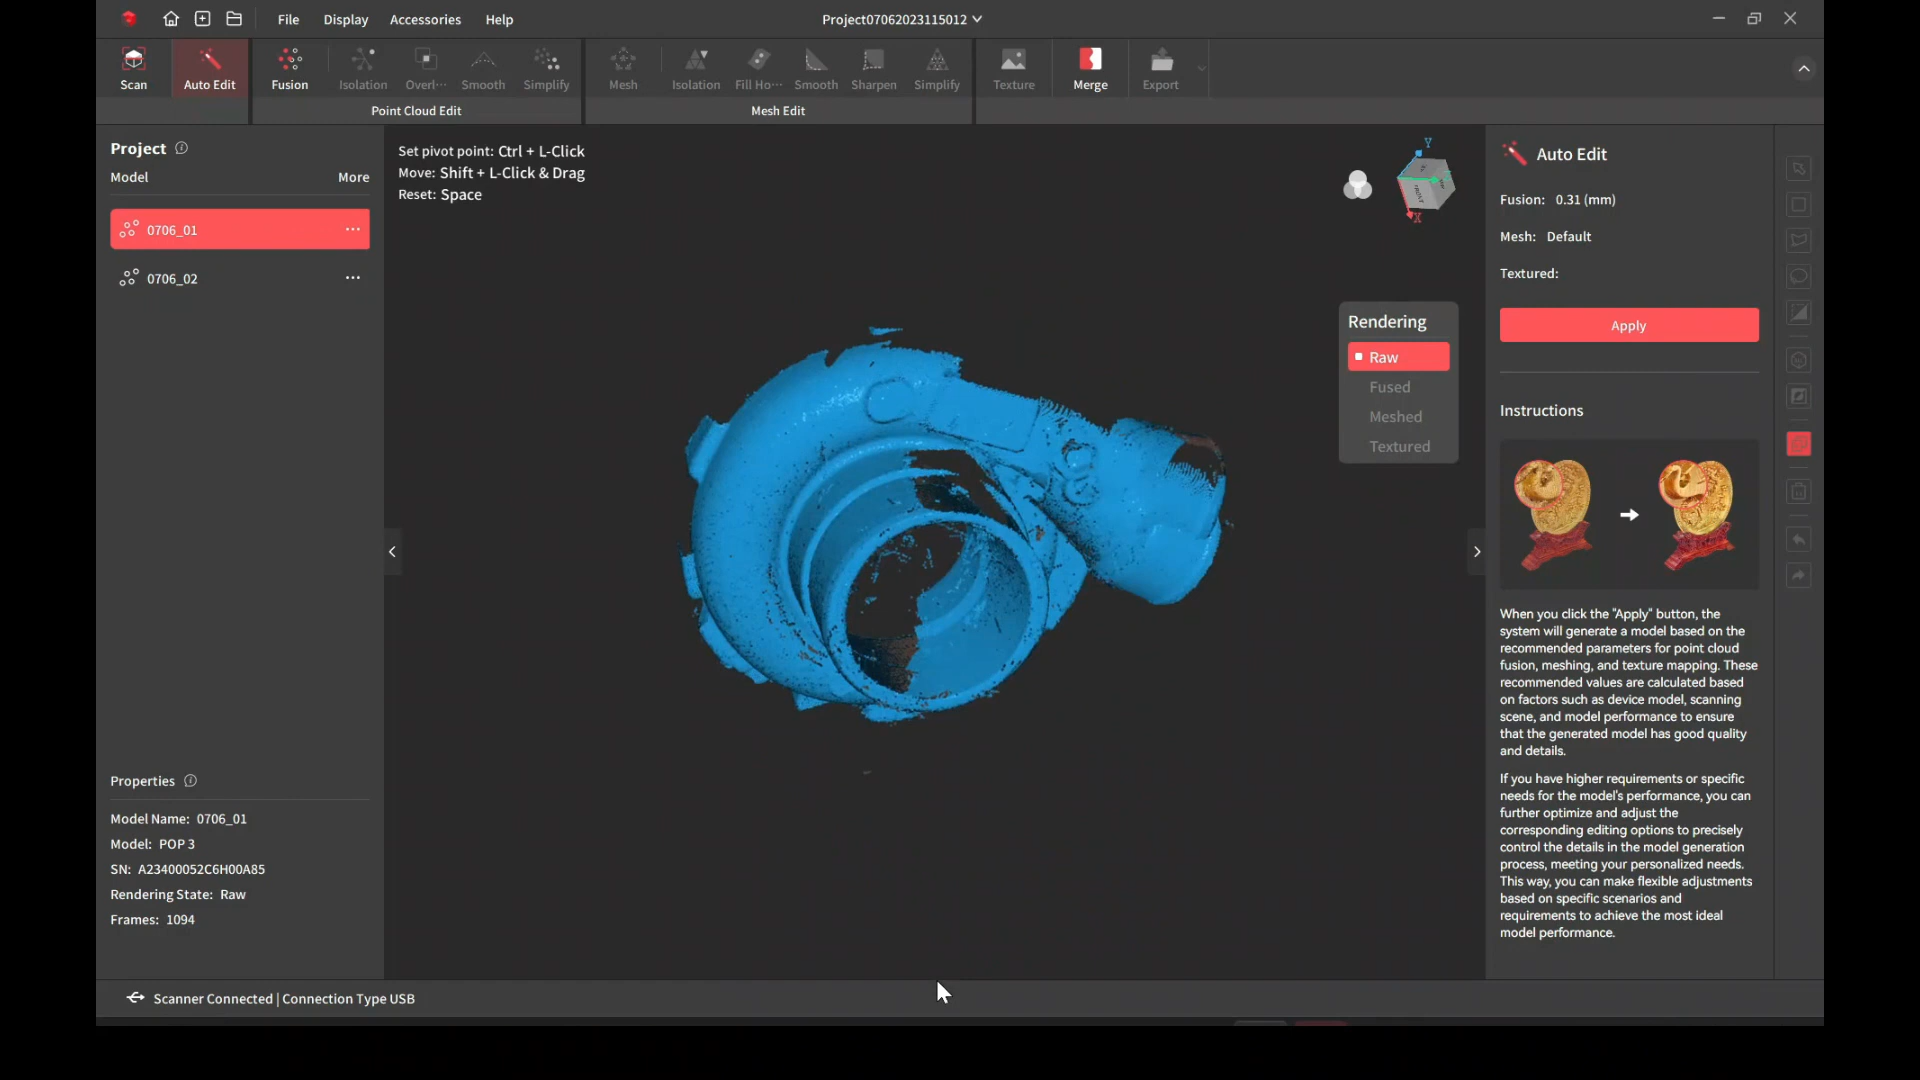 File Display Accessories Help
Project07062023115012
Scan
Auto Edit
Fusion
Isolation
Overl···
Smooth
Simplify
Mesh
Isolation
Fill Ho···
Smooth
Sharpen
Simplify
Texture
Merge
Export
Point Cloud Edit
Mesh Edit
Project
Model More
0706_01
0706_02
Properties
Model Name: 0706_01
Model: POP 3
SN: A23400052C6H00A85
Rendering State: Raw
Frames: 1094
Set pivot point: Ctrl + L-Click
Move: Shift + L-Click & Drag
Reset: Space
Y
FRONT
X
Rendering
Raw
Fused
Meshed
Textured
Auto Edit
Fusion: 0.31 (mm)
Mesh: Default
Textured:
Apply
Instructions
When you click the "Apply" button, the
system will generate a model based on the
recommended parameters for point cloud
fusion, meshing, and texture mapping. These
recommended values are calculated based
on factors such as device model, scanning
scene, and model performance to ensure
that the generated model has good quality
and details.
If you have higher requirements or specific
needs for the model's performance, you can
further optimize and adjust the
corresponding editing options to precisely
control the details in the model generation
process, meeting your personalized needs.
This way, you can make flexible adjustments
based on specific scenarios and
requirements to achieve the most ideal
model performance.
Scanner Connected | Connection Type USB